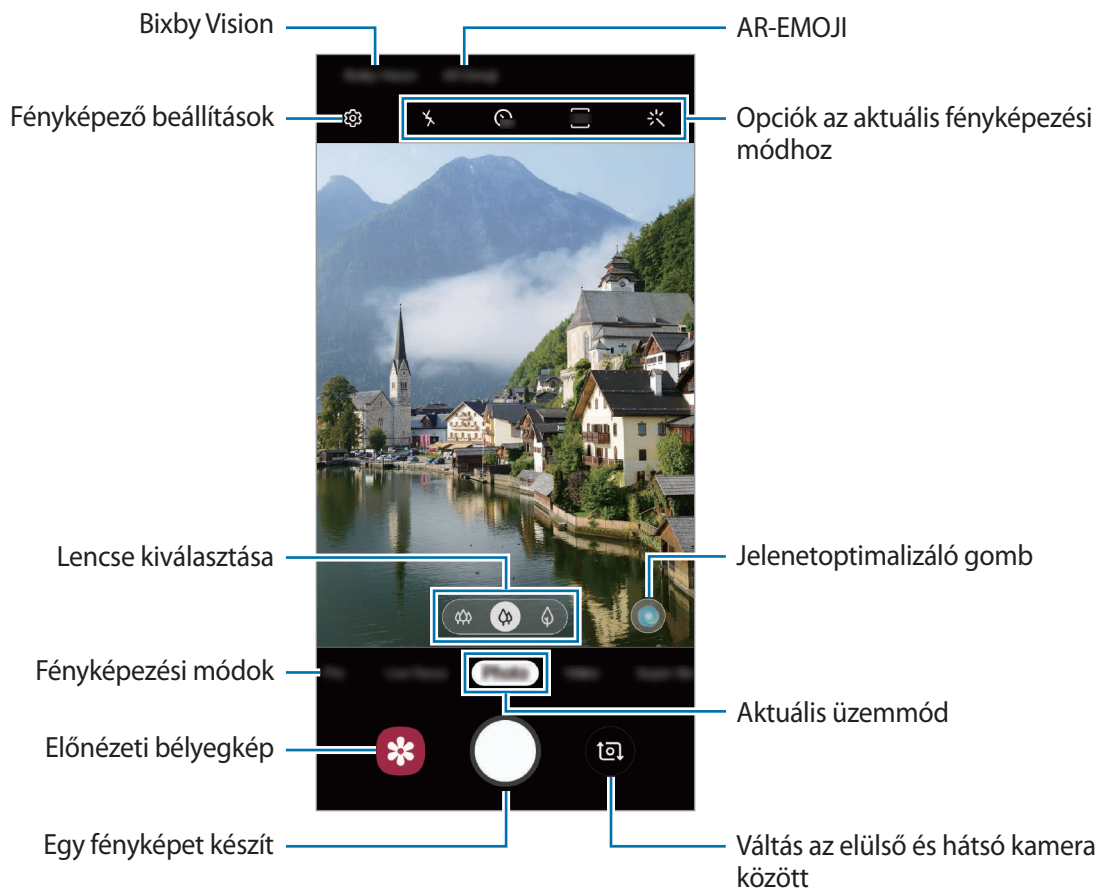 Bixby Vision
AR-EMOJI
Fényképező beállítások
Opciók az aktuális fényképezési
módhoz
Lencse kiválasztása
Jelenetoptimalizáló gomb
Fényképezési módok
Aktuális üzemmód
Előnézeti bélyegkép
Egy fényképet készít
Váltás az elülső és hátsó kamera
között